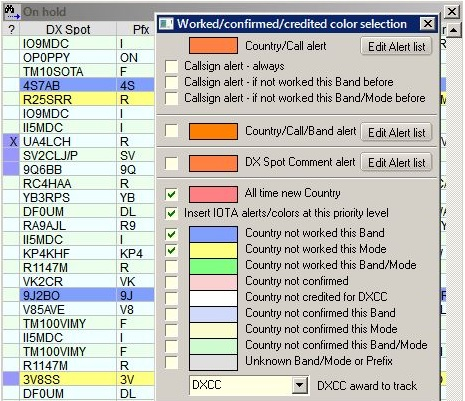 On hold
? DX Spot Pfx
IO9MDC I
OP0PPY ON
TM10SOTA F
4S7AB 4S
R25SRR R
IO9MDC I
II5MDC I
X UA4LCH R
SV2CLJ/P SV
9Q6BB 9Q
RC4HAA R
YB3RPS YB
DF0UM DL
RA9AJL R9
II5MDC I
KP4KHF KP4
R1147M R
VK2CR VK
9J2BO 9J
V85AVE V8
TM100VIMY F
II5MDC I
TM100VIMY F
R1147M R
3V8SS 3V
DF0UM DL
Worked/confirmed/credited color selection
Country/Call alert Edit Alert list
Callsign alert - always
Callsign alert - if not worked this Band before
Callsign alert - if not worked this Band/Mode before
Country/Call/Band alert Edit Alert list
DX Spot Comment alert Edit Alert list
All time new Country
Insert IOTA alerts/colors at this priority level
Country not worked this Band
Country not worked this Mode
Country not worked this Band/Mode
Country not confirmed
Country not credited for DXCC
Country not confirmed this Band
Country not confirmed this Mode
Country not confirmed this Band/Mode
Unknown Band/Mode or Prefix
DXCC DXCC award to track